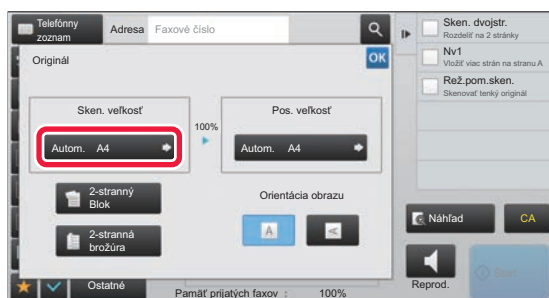 Telefónny
zoznam
Adresa
Faxové číslo
Originál
OK
Sken. veľkosť
Autom. A4
100%
Pos. veľkosť
Autom. A4
2-stranný
Blok
2-stranná
brožúra
Orientácia obrazu
A
A
Ostatné
Pamäť prijatých faxov : 100%
Sken. dvojstr.
Rozdeliť na 2 stránky
Nv1
Vložiť viac strán na stranu A
Rež.pom.sken.
Skenovať tenký originál
Náhľad
CA
Reprod.
Štart